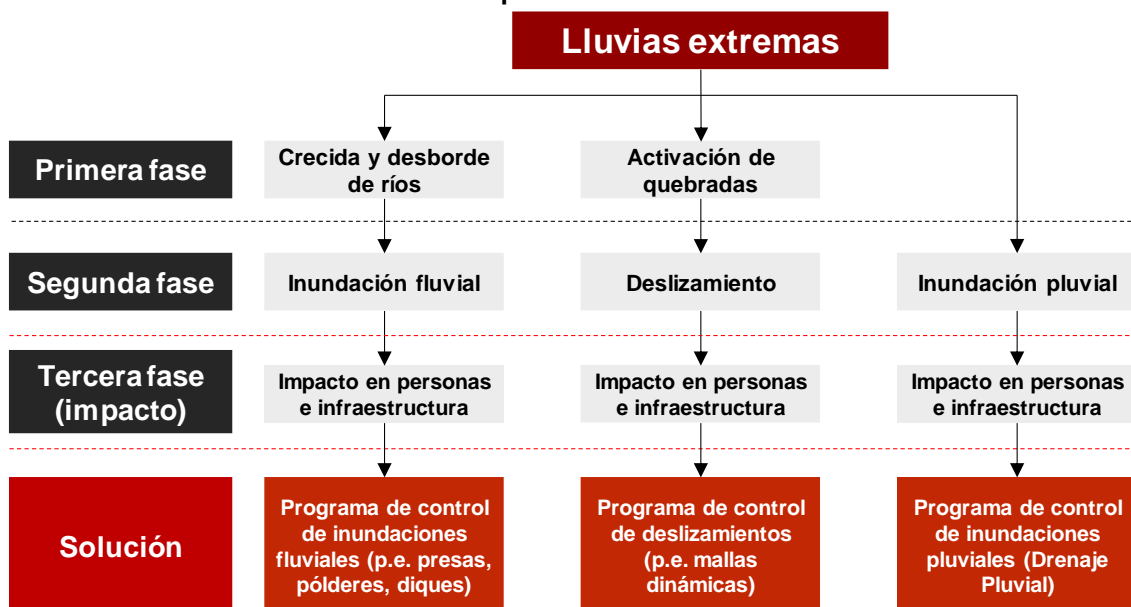 Lluvias extremas
Primera fase
Crecida y desborde
de ríos
Activación de
quebradas
Segunda fase
Inundación fluvial
Deslizamiento
Inundación pluvial
Tercera fase
(impacto)
Impacto en personas
e infraestructura
Impacto en personas
e infraestructura
Impacto en personas
e infraestructura
Solución
Programa de control
de inundaciones
fluviales (p.e. presas,
pólderes, diques)
Programa de control
de deslizamientos
(p.e. mallas
dinámicas)
Programa de control
de inundaciones
pluviales (Drenaje
Pluvial)